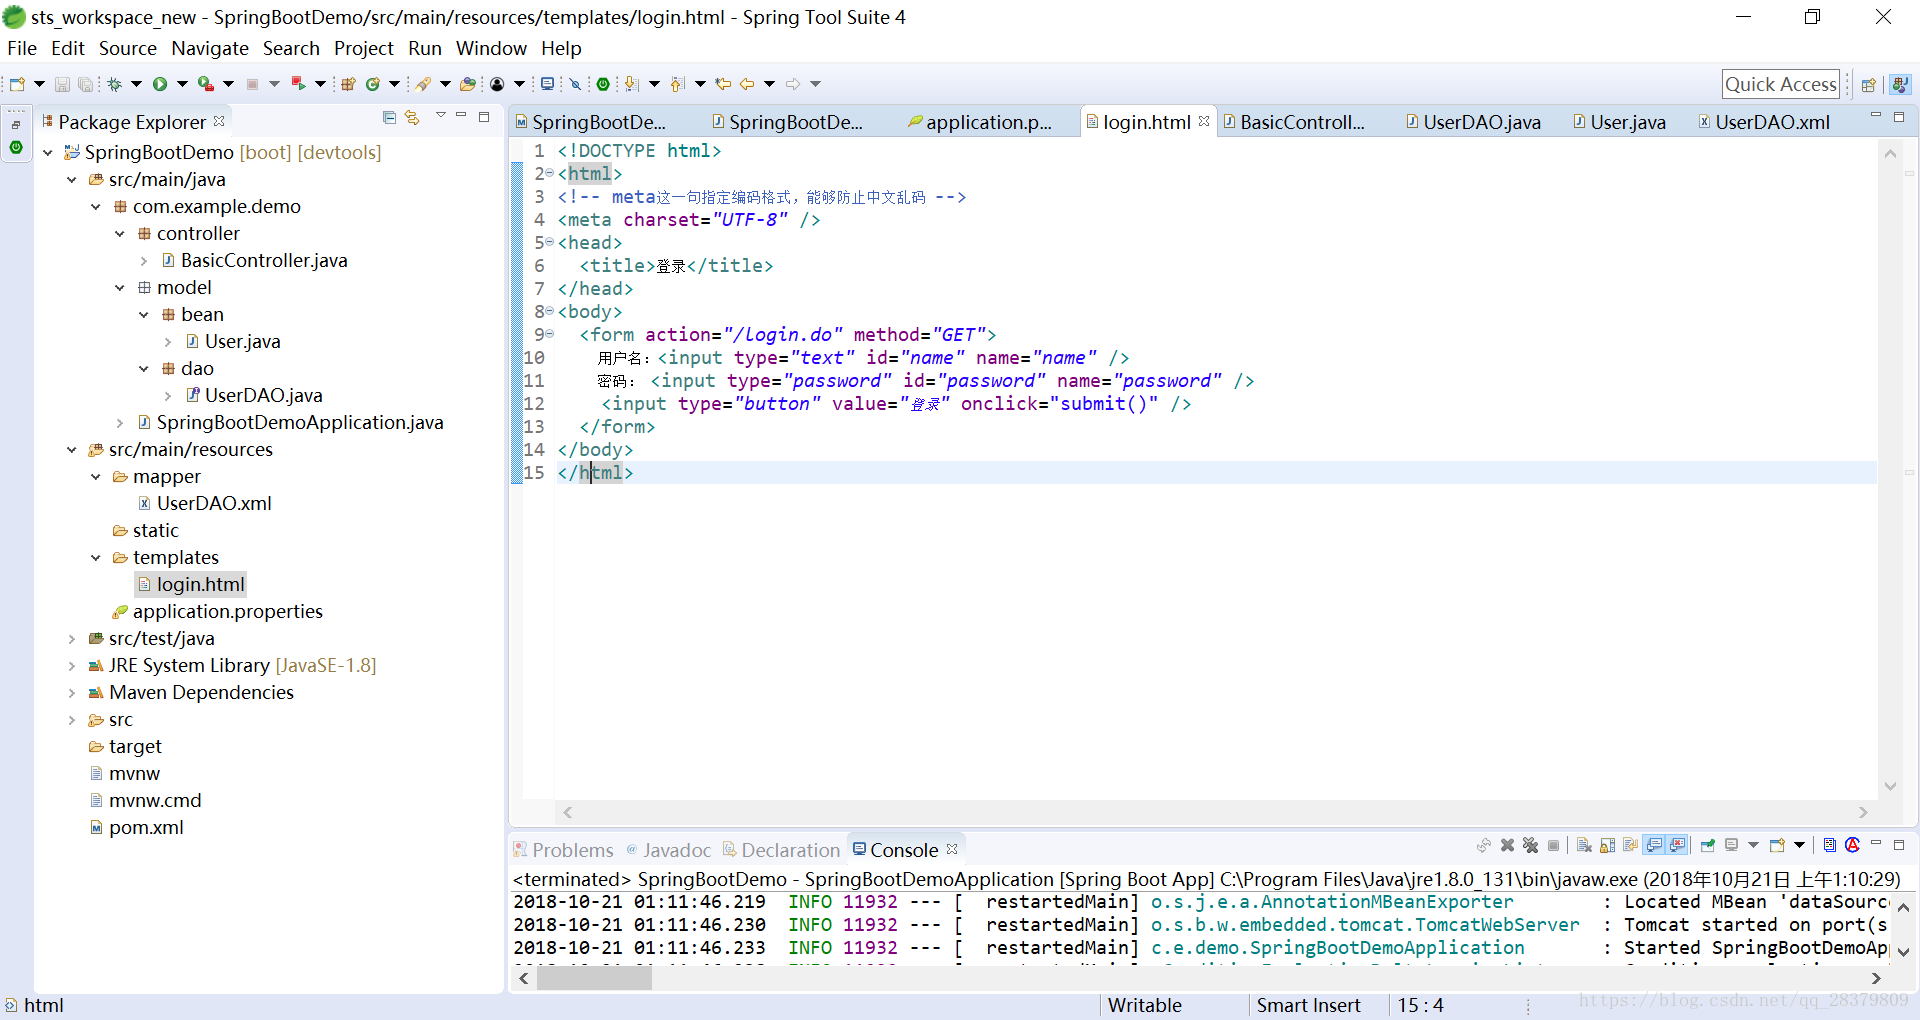 sts_workspace_new - SpringBootDemo/src/main/resources/templates/login.html - Spring Tool Suite 4
File Edit Source Navigate Search Project Run Window Help
Quick Access
Package Explorer
SpringBootDemo [boot] [devtools]
src/main/java
com.example.demo
controller
BasicController.java
model
bean
User.java
dao
UserDAO.java
SpringBootDemoApplication.java
src/main/resources
mapper
UserDAO.xml
static
templates
login.html
application.properties
src/test/java
JRE System Library [JavaSE-1.8]
Maven Dependencies
src
target
mvnw
mvnw.cmd
pom.xml
SpringBootDe... SpringBootDe... application.p... login.html BasicControll... UserDAO.java User.java UserDAO.xml
1 <!DOCTYPE html>
2 <html>
3 <!-- meta这一句指定编码格式，能够防止中文乱码 -->
4 <meta charset="UTF-8" />
5 <head>
6 <title>登录</title>
7 </head>
8 <body>
9 <form action="/login.do" method="GET">
10 用户名：<input type="text" id="name" name="name" />
11 密码： <input type="password" id="password" name="password" />
12 <input type="button" value="登录" onclick="submit()" />
13 </form>
14 </body>
15 </html>
Problems @ Javadoc Declaration Console
<terminated> SpringBootDemo - SpringBootDemoApplication [Spring Boot App] C:\Program Files\Java\jre1.8.0_131\bin\javaw.exe (2018年10月21日 上午1:10:29)
2018-10-21 01:11:46.219 INFO 11932 --- [ restartedMain] o.s.j.e.a.AnnotationMBeanExporter : Located MBean 'dataSourc
2018-10-21 01:11:46.230 INFO 11932 --- [ restartedMain] o.s.b.w.embedded.tomcat.TomcatWebServer : Tomcat started on port(s
2018-10-21 01:11:46.233 INFO 11932 --- [ restartedMain] c.e.demo.SpringBootDemoApplication : Started SpringBootDemoAp
html
Writable
Smart Insert
15 : 4
https://blog.csdn.net/qq_28379809